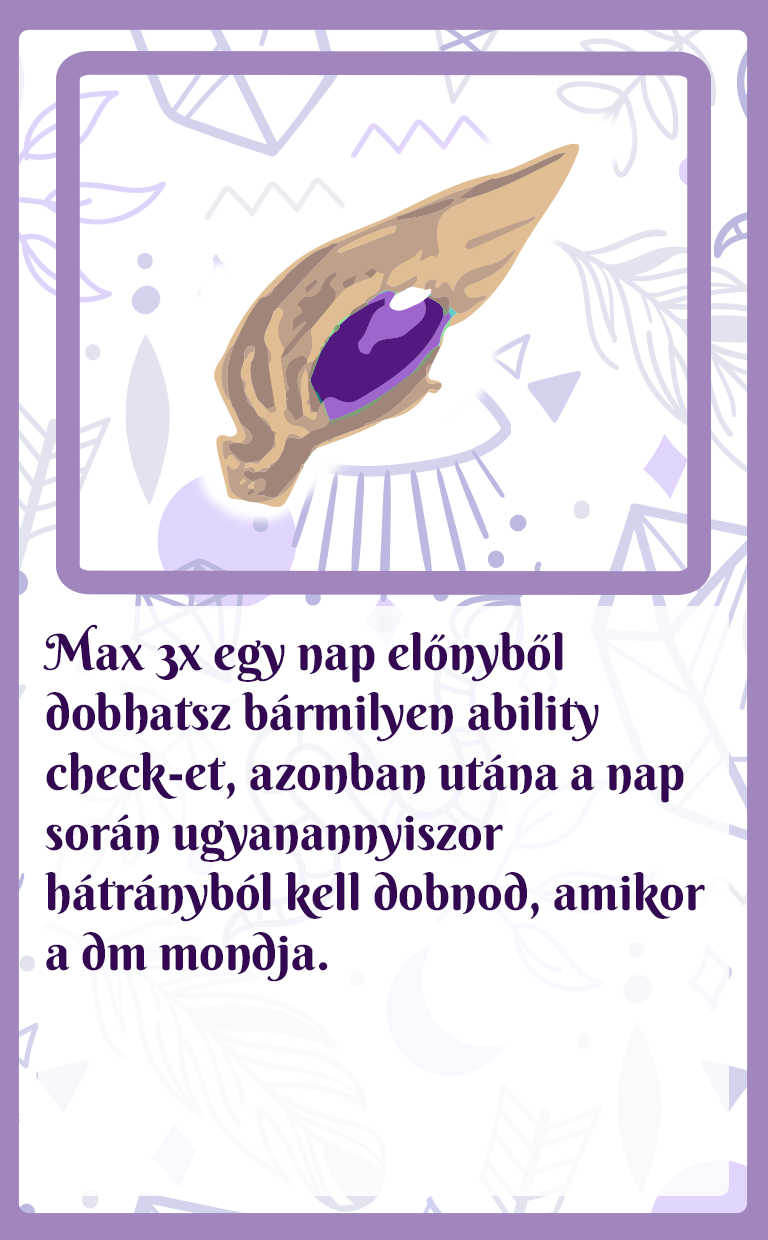 Max 3x egy nap előnyből
dobhatsz bármilyen ability
check-et, azonban utána a nap
során ugyanannyiszor
hátrányból kell dobnod, amikor
a dm mondja.